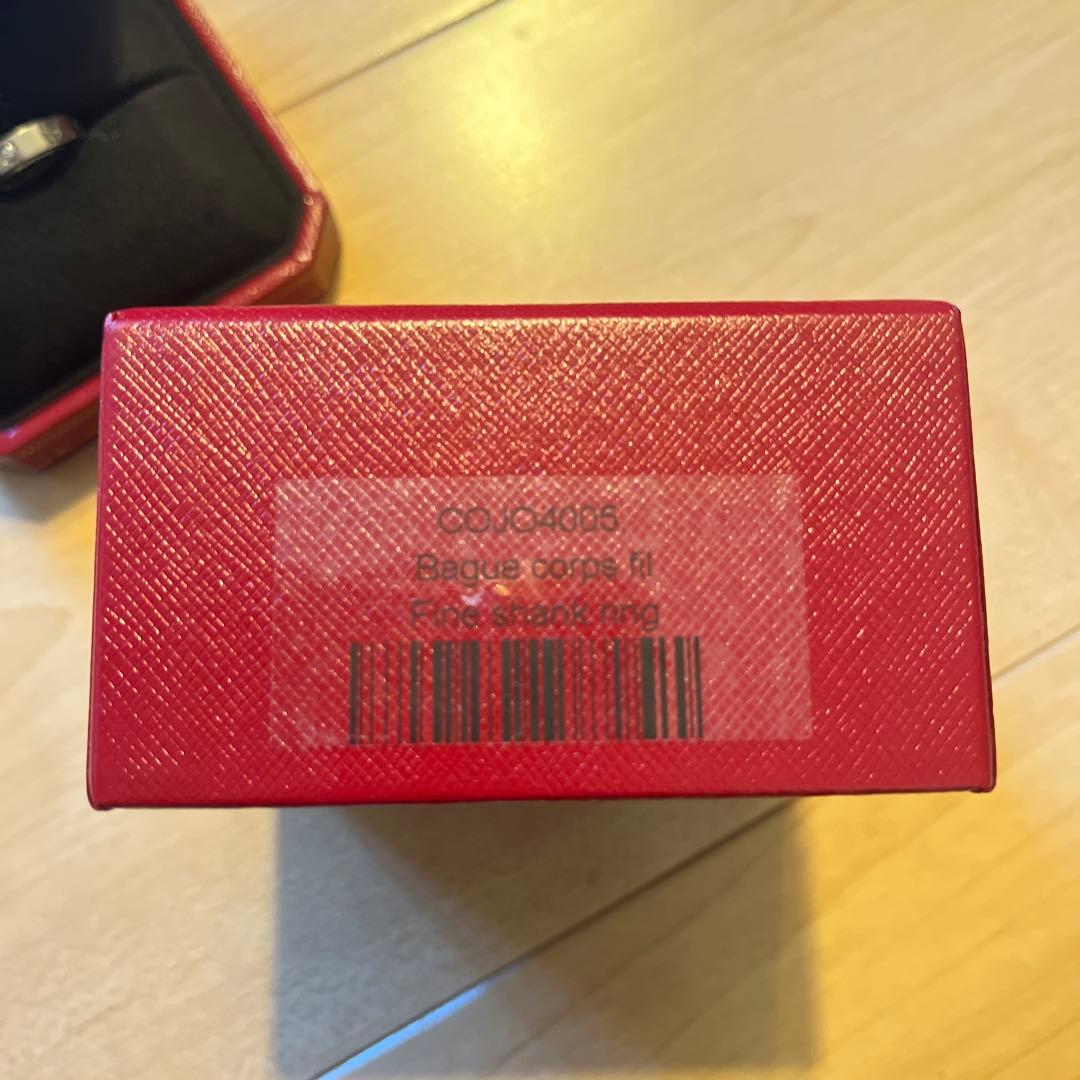 COJO4005
Bague corps fil
Fine shank ring